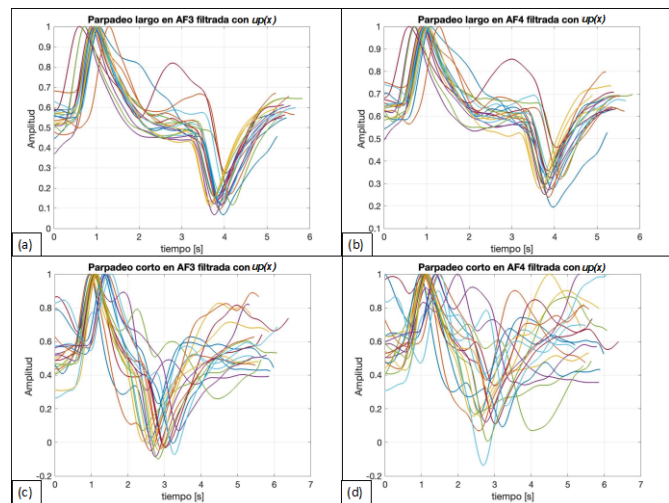 Parpadeo largo en AF3 filtrada con up(x)
1
0.9
0.8
0.7
0.6
0.5
0.4
0.3
0.2
0.1
0
Amplitud
0 1 2 3 4 5 6
tiempo [s]
(a)
Parpadeo largo en AF4 filtrada con up(x)
1
0.9
0.8
0.7
0.6
0.5
0.4
0.3
0.2
0.1
Amplitud
0 1 2 3 4 5 6
tiempo [s]
(b)
Parpadeo corto en AF3 filtrada con up(x)
1
0.8
0.6
0.4
0.2
0
-0.2
Amplitud
0 1 2 3 4 5 6 7
tiempo [s]
(c)
Parpadeo corto en AF4 filtrada con up(x)
1
0.8
0.6
0.4
0.2
0
-0.2
Amplitud
0 1 2 3 4 5 6 7
tiempo [s]
(d)